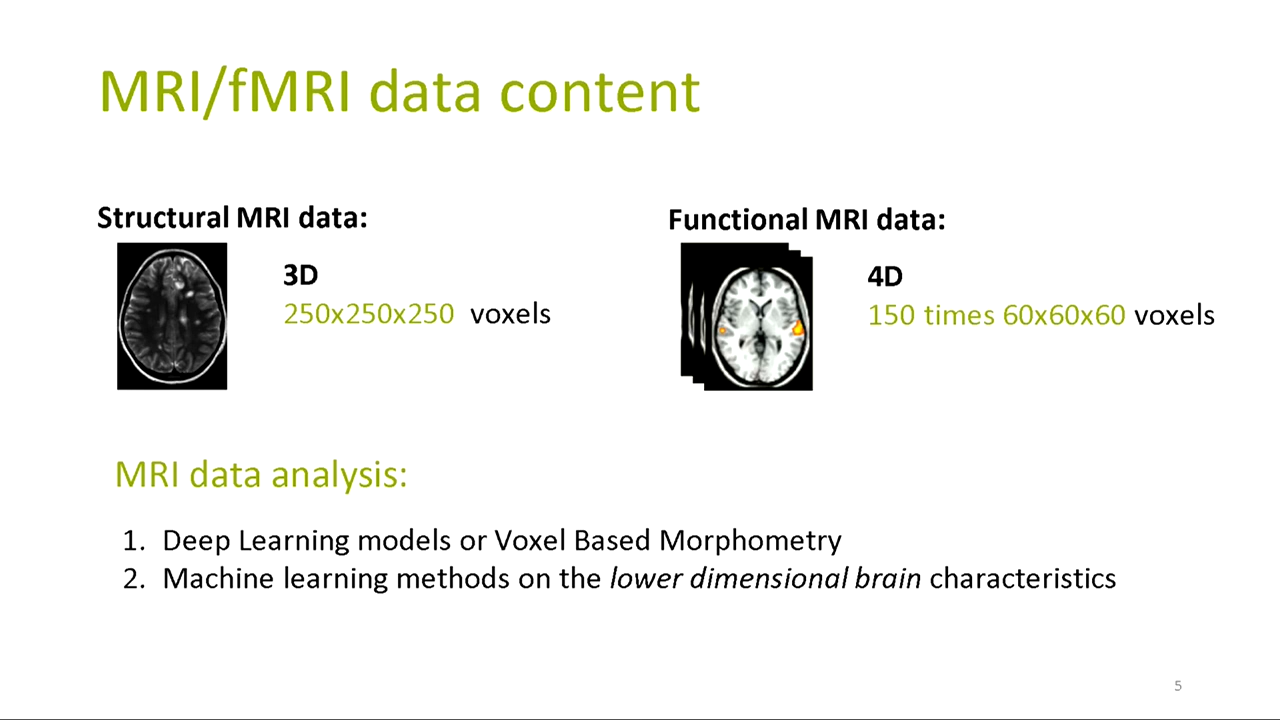 MRI/fMRI data content
Structural MRI data:
3D
250x250x250 voxels
Functional MRI data:
4D
150 times 60x60x60 voxels
MRI data analysis:
1. Deep Learning models or Voxel Based Morphometry
2. Machine learning methods on the lower dimensional brain characteristics
5